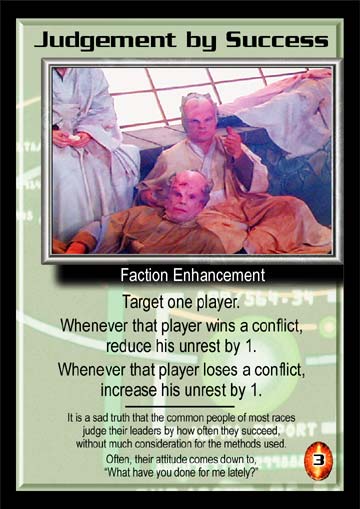 Judgement by Success
Faction Enhancement
Target one player.
Whenever that player wins a conflict,
reduce his unrest by 1.
Whenever that player loses a conflict,
increase his unrest by 1.
It is a sad truth that the common people of most races
judge their leaders by how often they succeed,
without much consideration for the methods used.
Often, their attitude comes down to,
“What have you done for me lately?”
3